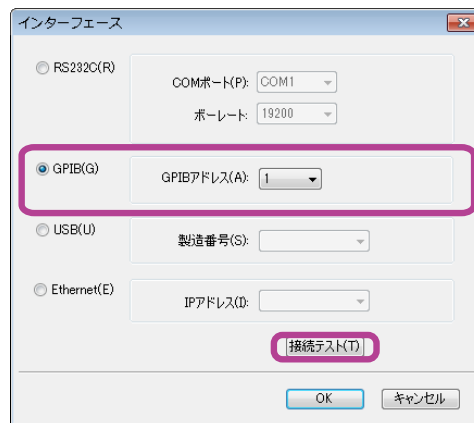 インターフェース
RS232C(R)
COMポート(P): COM1
ボーレート: 19200
GPIB(G)
GPIBアドレス(A): 1
USB(U)
製造番号(S):
Ethernet(E)
IPアドレス(I):
接続テスト(T)
OK キャンセル